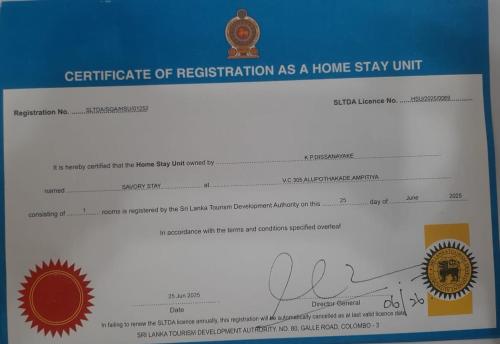 CERTIFICATE OF REGISTRATION AS A HOME STAY UNIT
Registration No. ......SLTDA/SQA/HSU/01252
SLTDA Licence No. .....HSU/2025/0089
It is hereby certified that the Home Stay Unit owned by K.P.DISSANAYAKE
named SAVORY STAY at V.C 305,ALUPOTHAKADE,AMPITIYA
consisting of 1 rooms is registered by the Sri Lanka Tourism Development Authority on this 25 day of June 2025
In accordance with the terms and conditions specified overleaf
25 Jun 2025
Date
Director General
06/26
In failing to renew the SLTDA licence annually, this registration will be automatically cancelled as at last valid licence date.
SRI LANKA TOURISM DEVELOPMENT AUTHORITY. NO. 80, GALLE ROAD, COLOMBO - 3